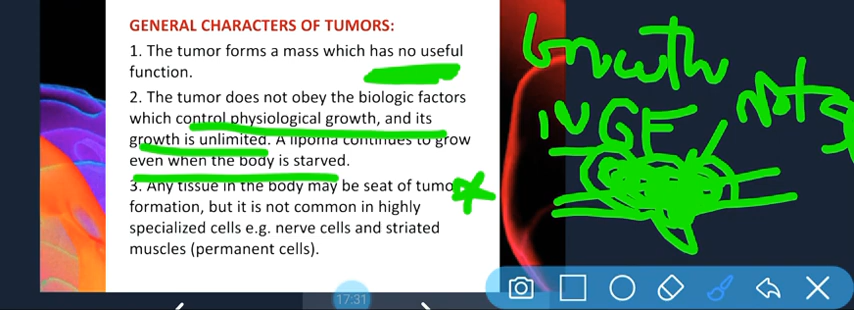 GENERAL CHARACTERS OF TUMORS:
1. The tumor forms a mass which has no useful
function.
2. The tumor does not obey the biologic factors
which control physiological growth, and its
growth is unlimited. A lipoma continues to grow
even when the body is starved.
3. Any tissue in the body may be seat of tumo
formation, but it is not common in highly
specialized cells e.g. nerve cells and striated
muscles (permanent cells).
Growth
NGF
17:31